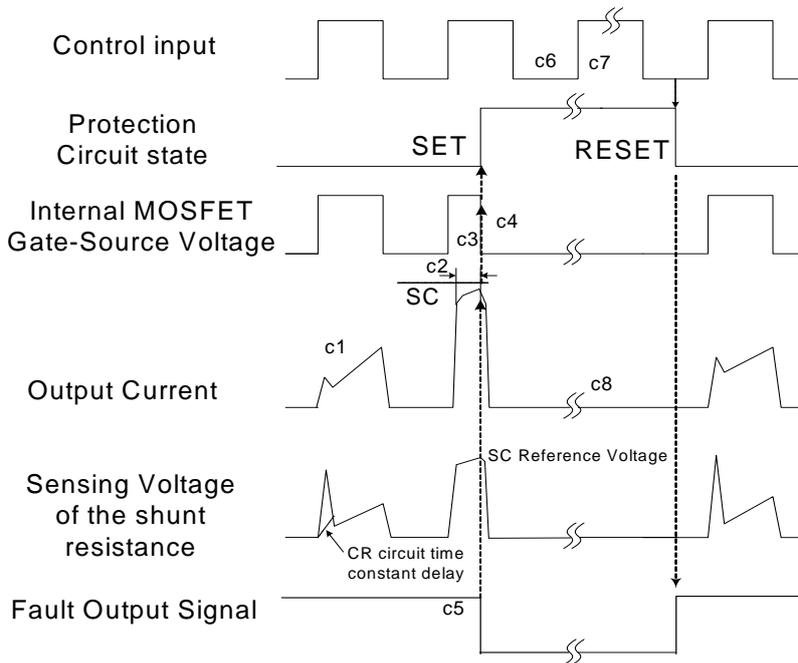 Control input
c6
c7
Protection
Circuit state
SET
RESET
Internal MOSFET
Gate-Source Voltage
c4
c3
c2
SC
c1
Output Current
c8
SC Reference Voltage
Sensing Voltage
of the shunt
resistance
CR circuit time
constant delay
Fault Output Signal
c5